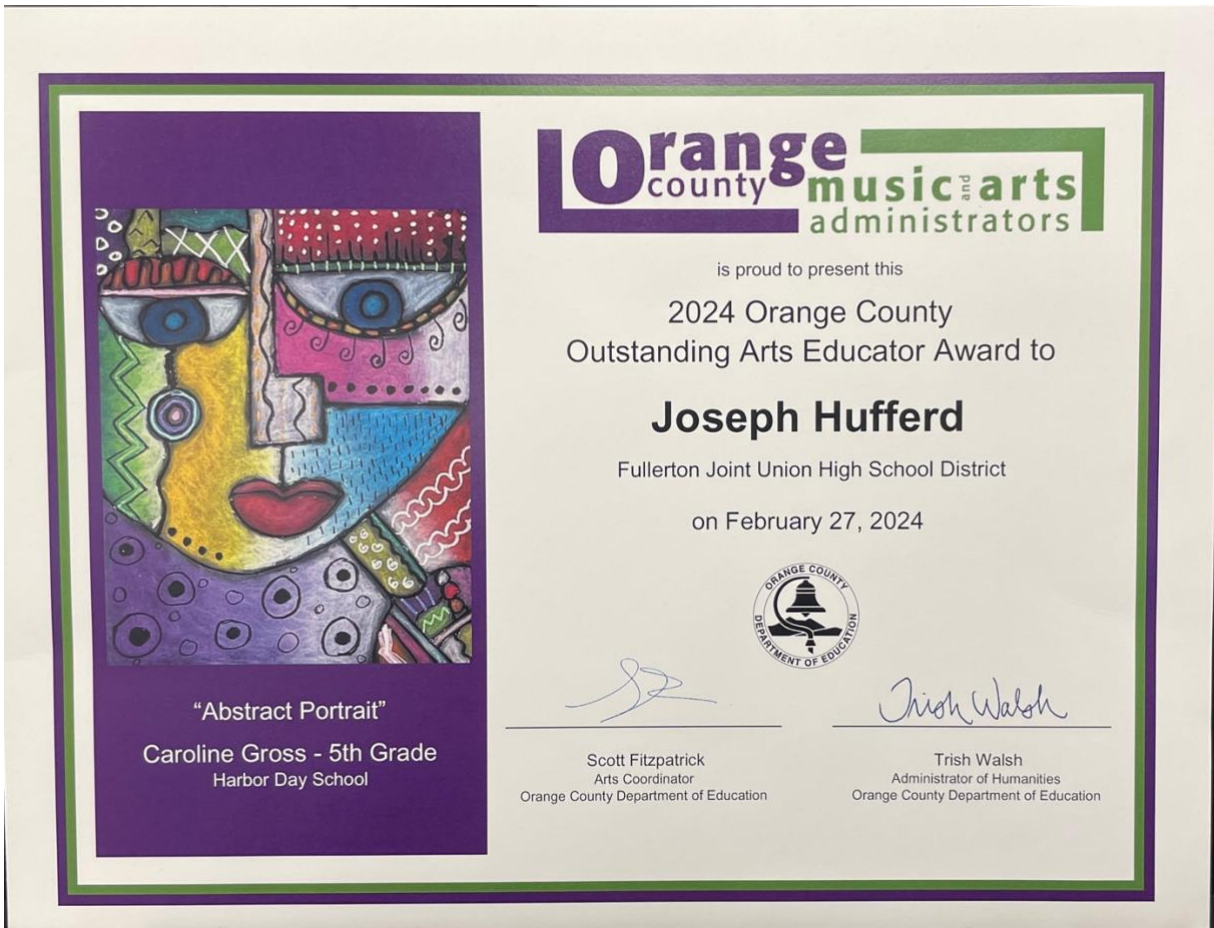 "Abstract Portrait"
Caroline Gross - 5th Grade
Harbor Day School
Orange
county
music and arts
administrators
is proud to present this
2024 Orange County
Outstanding Arts Educator Award to
Joseph Hufferd
Fullerton Joint Union High School District
on February 27, 2024
ORANGE COUNTY
DEPARTMENT OF EDUCATION
Trish Walsh
Scott Fitzpatrick
Arts Coordinator
Orange County Department of Education
Trish Walsh
Administrator of Humanities
Orange County Department of Education